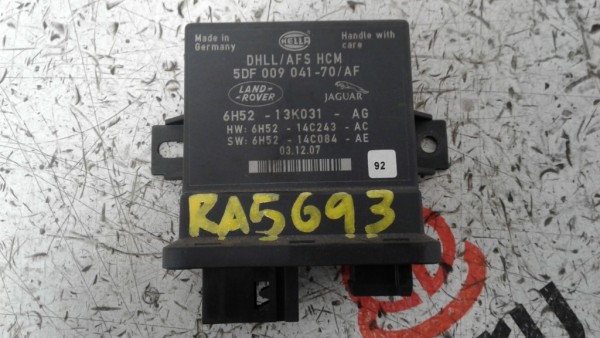 Made in
Germany
HELLA
Handle with
care
DHLL/AFS HCM
5DF 009 041-70/AF
LAND-
ROVER
JAGUAR
6H52 - 13K031 - AG
HW: 6H52 - 14C243 - AC
SW: 6H52 - 14C084 - AE
03.12.07
92
RA5693